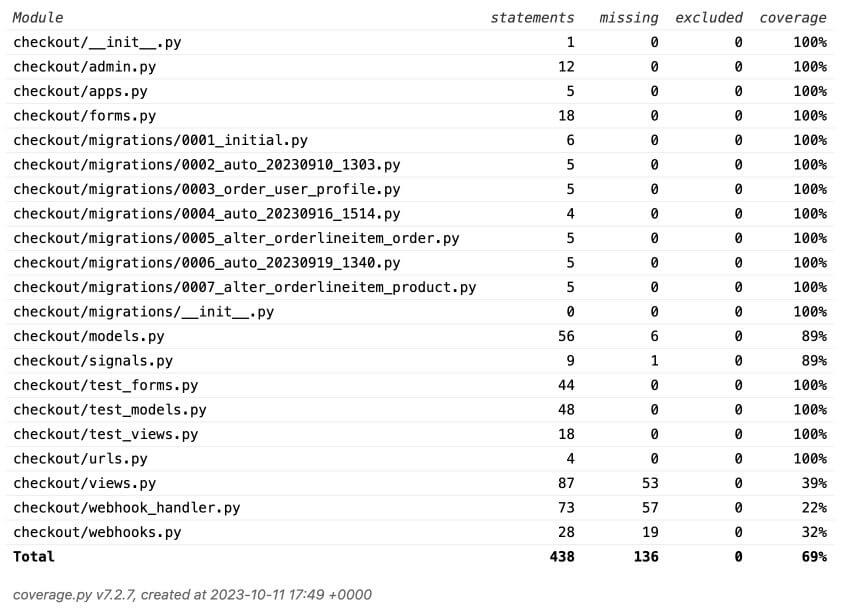 Module statements missing excluded coverage
checkout/__init__.py 1 0 0 100%
checkout/admin.py 12 0 0 100%
checkout/apps.py 5 0 0 100%
checkout/forms.py 18 0 0 100%
checkout/migrations/0001_initial.py 6 0 0 100%
checkout/migrations/0002_auto_20230910_1303.py 5 0 0 100%
checkout/migrations/0003_order_user_profile.py 5 0 0 100%
checkout/migrations/0004_auto_20230916_1514.py 4 0 0 100%
checkout/migrations/0005_alter_orderlineitem_order.py 5 0 0 100%
checkout/migrations/0006_auto_20230919_1340.py 5 0 0 100%
checkout/migrations/0007_alter_orderlineitem_product.py 5 0 0 100%
checkout/migrations/__init__.py 0 0 0 100%
checkout/models.py 56 6 0 89%
checkout/signals.py 9 1 0 89%
checkout/test_forms.py 44 0 0 100%
checkout/test_models.py 48 0 0 100%
checkout/test_views.py 18 0 0 100%
checkout/urls.py 4 0 0 100%
checkout/views.py 87 53 0 39%
checkout/webhook_handler.py 73 57 0 22%
checkout/webhooks.py 28 19 0 32%
Total 438 136 0 69%
coverage.py v7.2.7, created at 2023-10-11 17:49 +0000